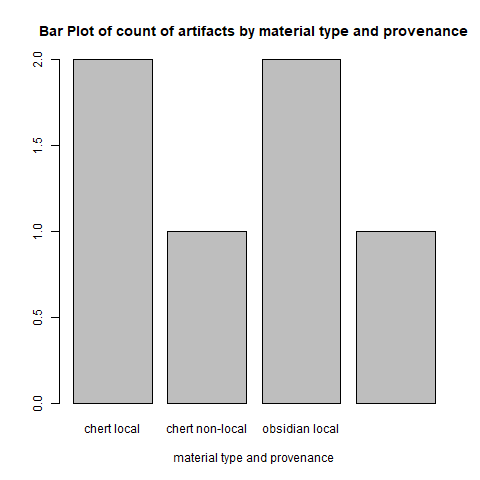 Bar Plot of count of artifacts by material type and provenance
2.0
1.5
1.0
0.5
0.0
chert local chert non-local obsidian local
material type and provenance